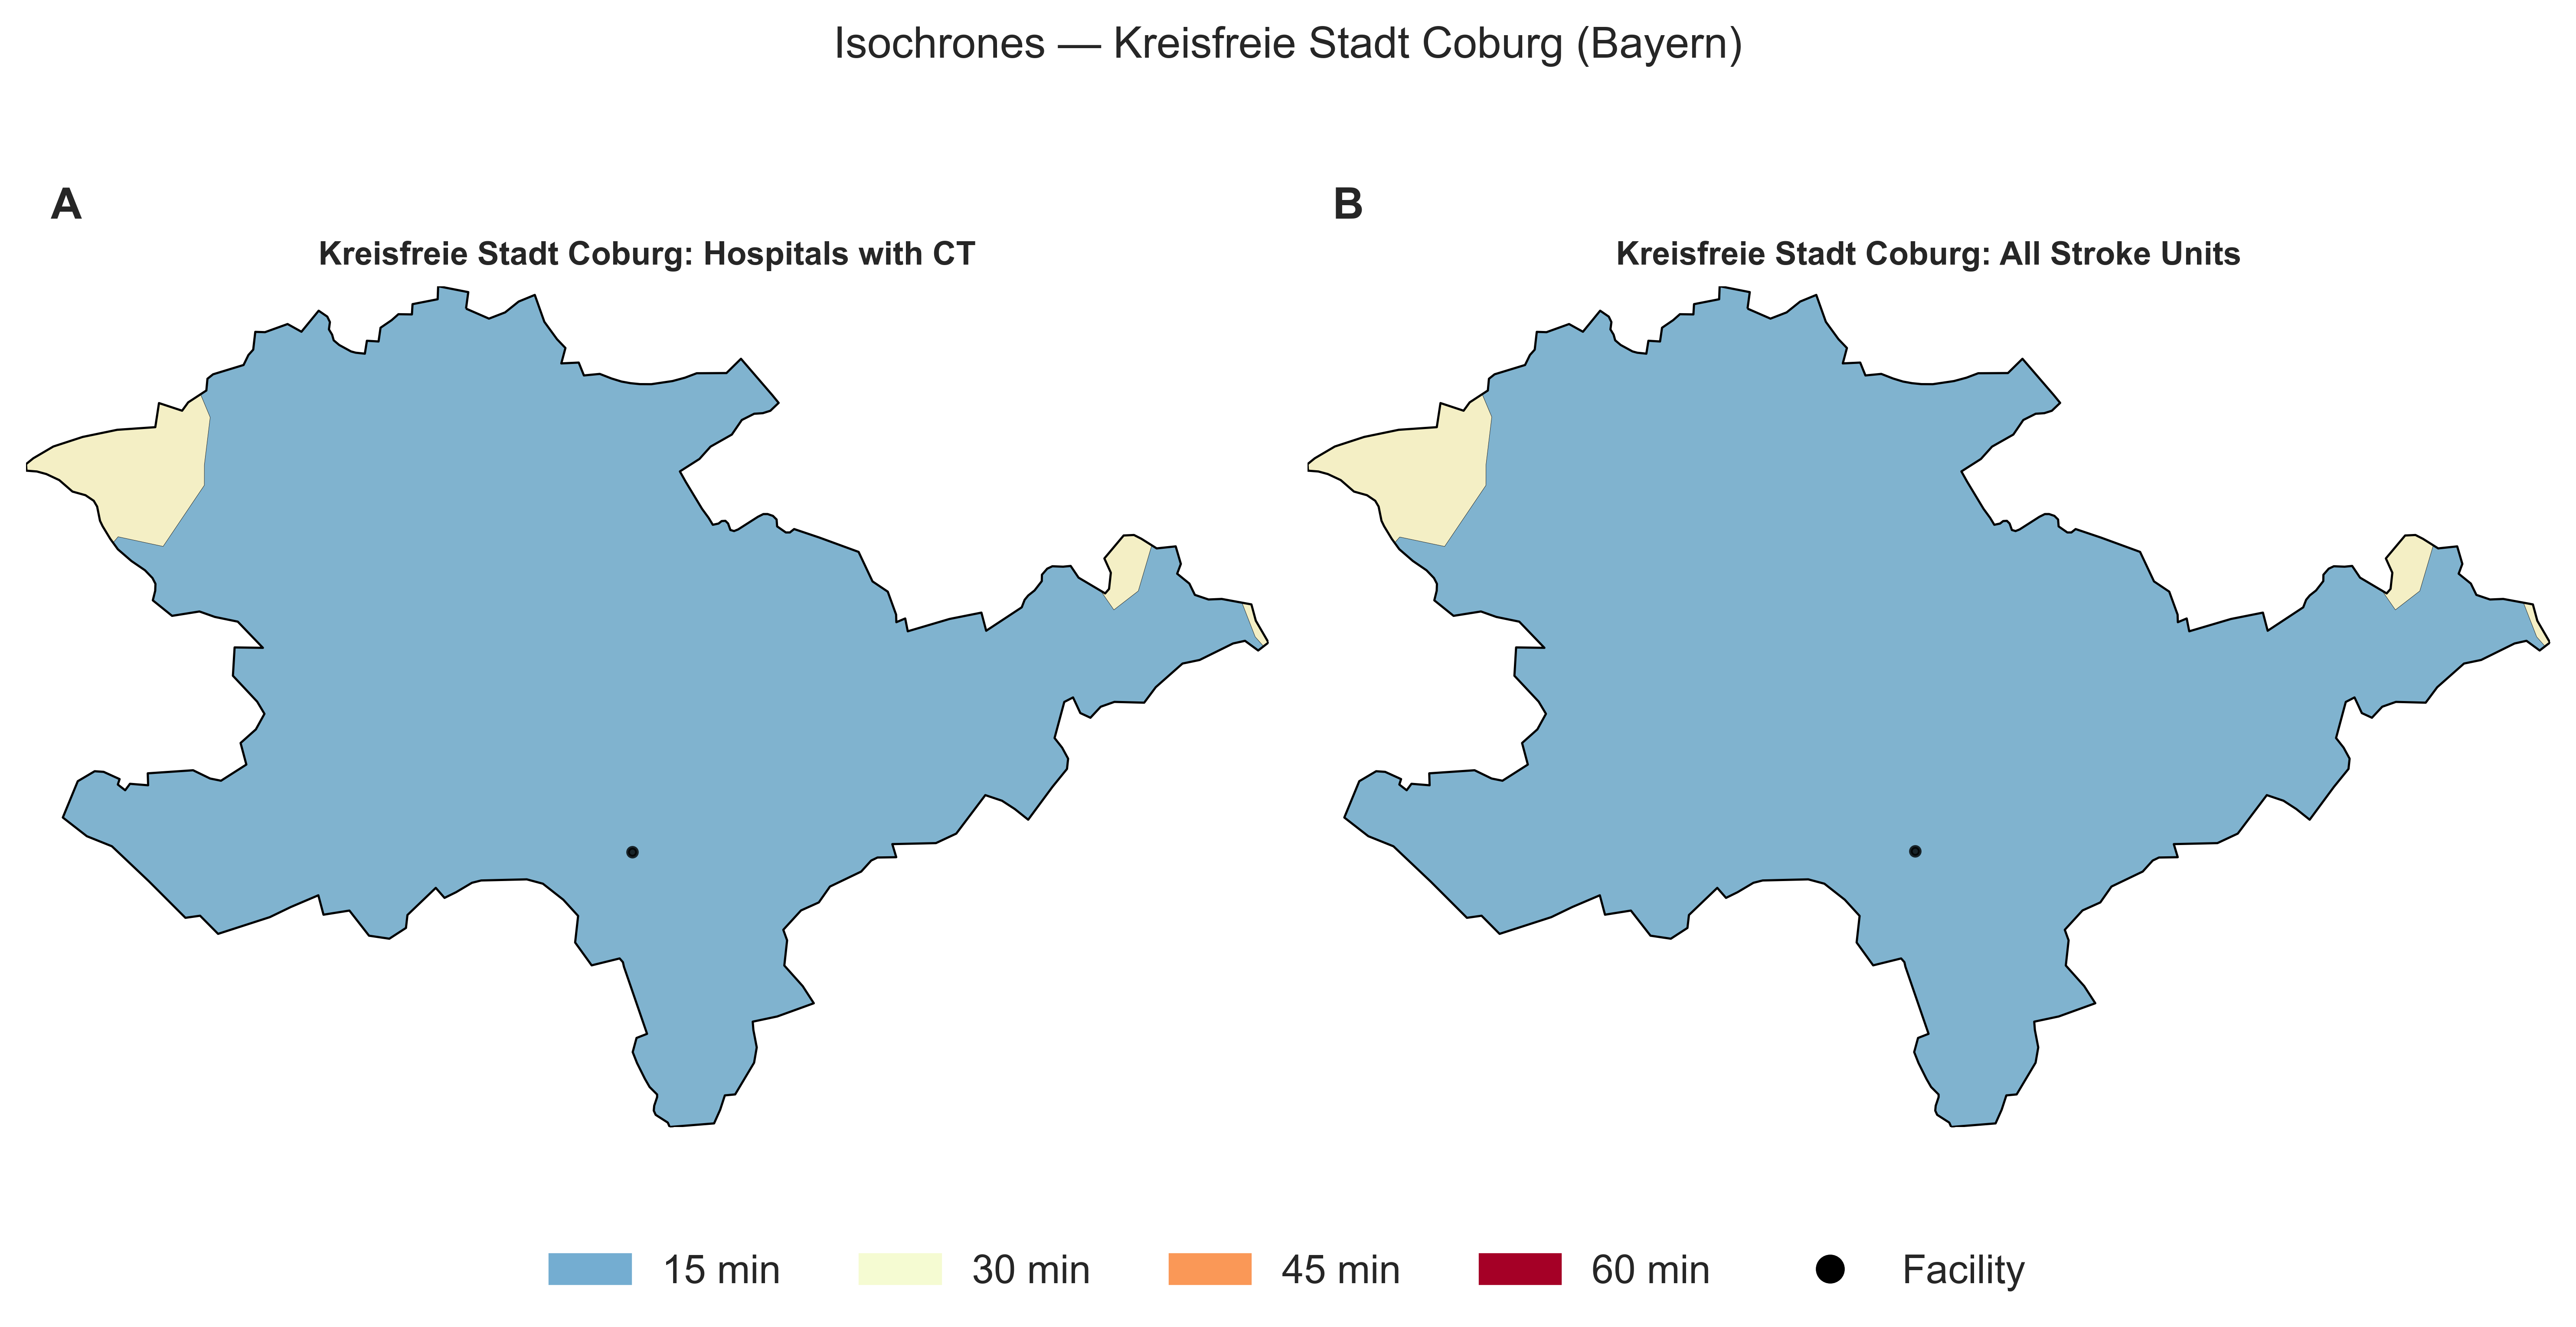 Isochrones — Kreisfreie Stadt Coburg (Bayern)
A
Kreisfreie Stadt Coburg: Hospitals with CT
B
Kreisfreie Stadt Coburg: All Stroke Units
15 min
30 min
45 min
60 min
Facility